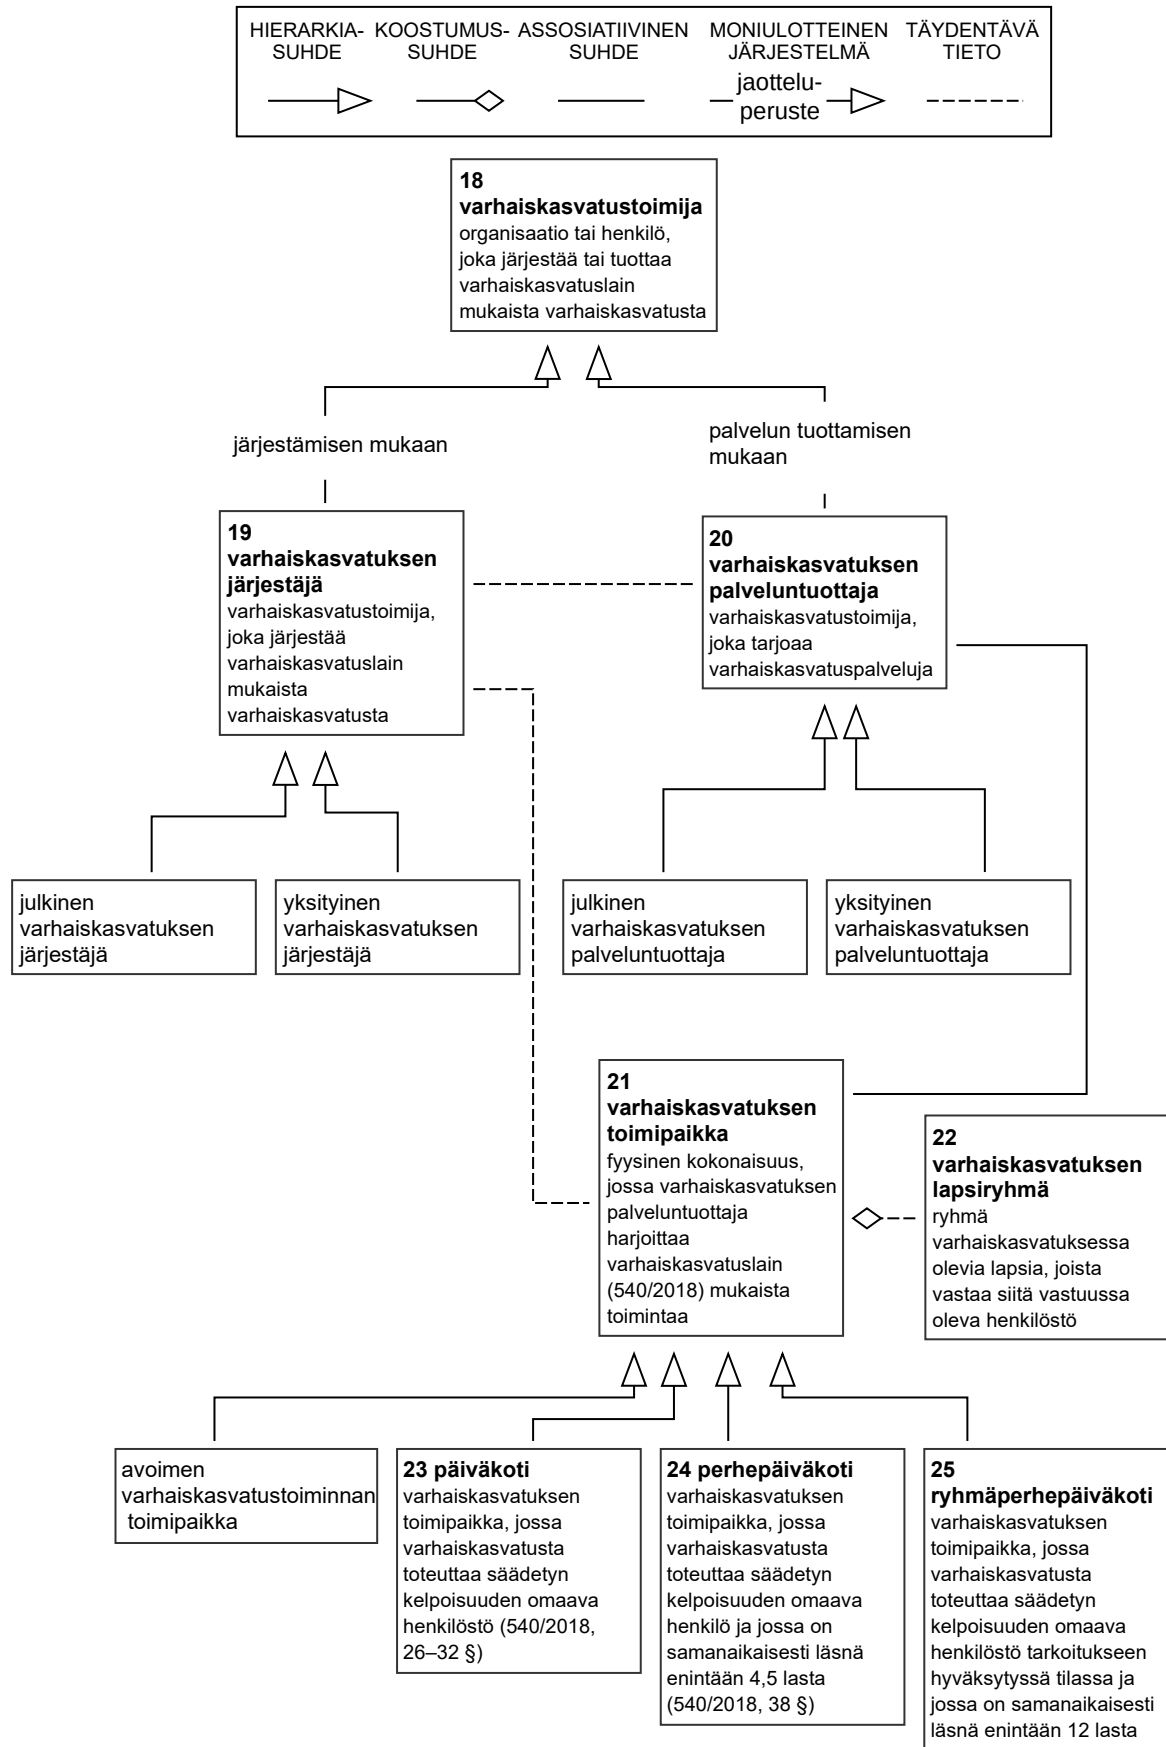 HIERARKIA-
SUHDE
KOOSTUMUS-
SUHDE
ASSOSIATIIVINEN
SUHDE
MONIULOTTEINEN
JÄRJESTELMÄ
jaottelu-
peruste
TÄYDENTÄVÄ
TIETO
18
varhaiskasvatustoimija
organisaatio tai henkilö,
joka järjestää tai tuottaa
varhaiskasvatuslain
mukaista varhaiskasvatusta
järjestämisen mukaan
palvelun tuottamisen
mukaan
19
varhaiskasvatuksen
järjestäjä
varhaiskasvatustoimija,
joka järjestää
varhaiskasvatuslain
mukaista
varhaiskasvatusta
20
varhaiskasvatuksen
palveluntuottaja
varhaiskasvatustoimija,
joka tarjoaa
varhaiskasvatuspalveluja
julkinen
varhaiskasvatuksen
järjestäjä
yksityinen
varhaiskasvatuksen
järjestäjä
julkinen
varhaiskasvatuksen
palveluntuottaja
yksityinen
varhaiskasvatuksen
palveluntuottaja
21
varhaiskasvatuksen
toimipaikka
fyysinen kokonaisuus,
jossa varhaiskasvatuksen
palveluntuottaja
harjoittaa
varhaiskasvatuslain
(540/2018) mukaista
toimintaa
22
varhaiskasvatuksen
lapsiryhmä
ryhmä
varhaiskasvatuksessa
olevia lapsia, joista
vastaa siitä vastuussa
oleva henkilöstö
avoimen
varhaiskasvatustoiminnan
toimipaikka
23 päiväkoti
varhaiskasvatuksen
toimipaikka, jossa
varhaiskasvatusta
toteuttaa säädetyn
kelpoisuuden omaava
henkilöstö (540/2018,
26–32 §)
24 perhepäiväkoti
varhaiskasvatuksen
toimipaikka, jossa
varhaiskasvatusta
toteuttaa säädetyn
kelpoisuuden omaava
henkilö ja jossa on
samanaikaisesti läsnä
enintään 4,5 lasta
(540/2018, 38 §)
25
ryhmäperhepäiväkoti
varhaiskasvatuksen
toimipaikka, jossa
varhaiskasvatusta
toteuttaa säädetyn
kelpoisuuden omaava
henkilöstö tarkoitukseen
hyväksytyssä tilassa ja
jossa on samanaikaisesti
läsnä enintään 12 lasta